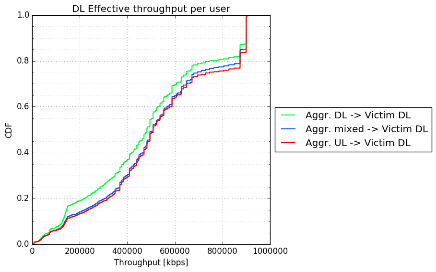 DL Effective throughput per user
1.0
0.8
0.6
0.4
0.2
0.0
CDF
0 200000 400000 600000 800000 1000000
Throughput [kbps]
Aggr. DL -> Victim DL
Aggr. mixed -> Victim DL
Aggr. UL -> Victim DL